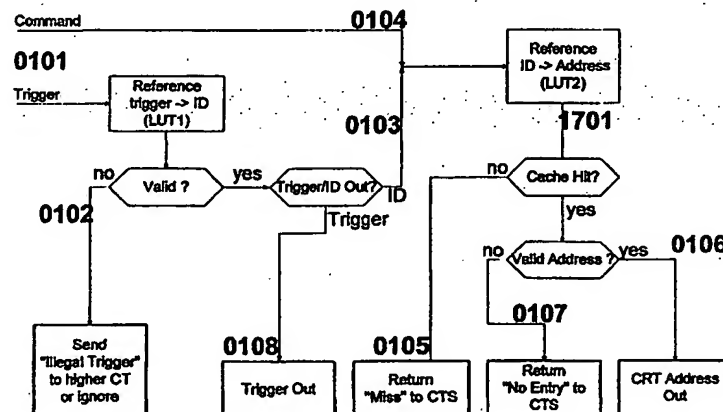 Command
0104
0101
Trigger
Reference
trigger -> ID
(LUT1)
0103
Reference
ID -> Address
(LUT2)
1701
no
Valid ?
yes
Trigger/ID Out?
ID
Trigger
0102
no
Cache Hit?
yes
no
Valid Address ?
yes
0106
0107
0108
0105
Send
"Illegal Trigger"
to higher CT
or ignore
Trigger Out
Return
"Miss" to CTS
Return
"No Entry" to
CTS
CRT Address
Out